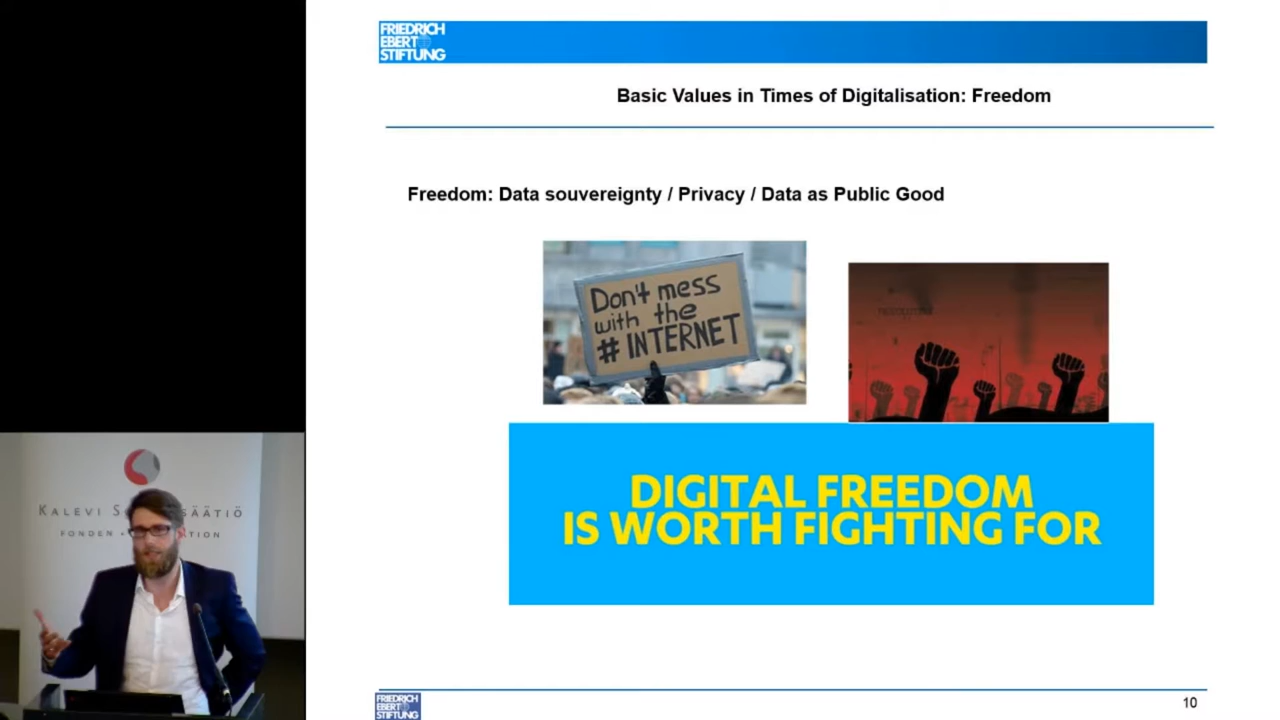 FRIEDRICH
EBERT
STIFTUNG
Basic Values in Times of Digitalisation: Freedom
Freedom: Data souvereignty / Privacy / Data as Public Good
Don't mess
with the
# INTERNET
DIGITAL FREEDOM
IS WORTH FIGHTING FOR
KALEVI S SÄÄTIÖ
FONDEN
FRIEDRICH
EBERT
STIFTUNG
10